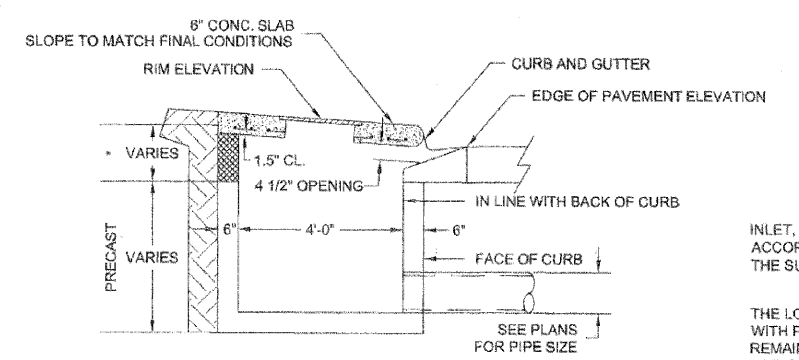 6" CONC. SLAB
SLOPE TO MATCH FINAL CONDITIONS
RIM ELEVATION
CURB AND GUTTER
EDGE OF PAVEMENT ELEVATION
* VARIES
1.5" CL.
4 1/2" OPENING
IN LINE WITH BACK OF CURB
6"
4'-0"
6"
PRECAST
VARIES
FACE OF CURB
SEE PLANS
FOR PIPE SIZE
INLET,
THE SU
THE LO
WITH P
REMAIN